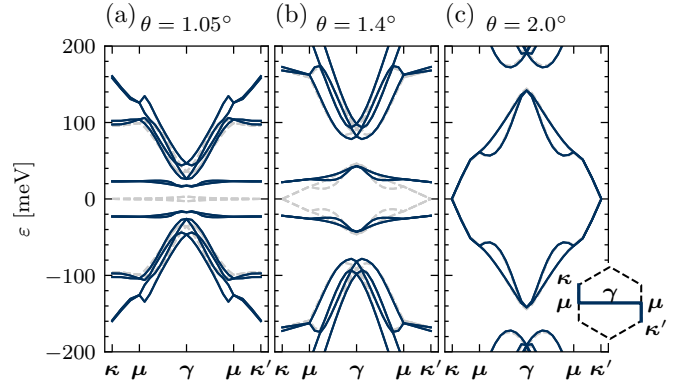 (a) θ = 1.05° (b) θ = 1.4° (c) θ = 2.0°
200
100
0
−100
−200
ε [meV]
κ μ γ μ κ′
κ μ γ μ κ′
κ μ γ μ κ′
κ
γ
μ μ
κ′